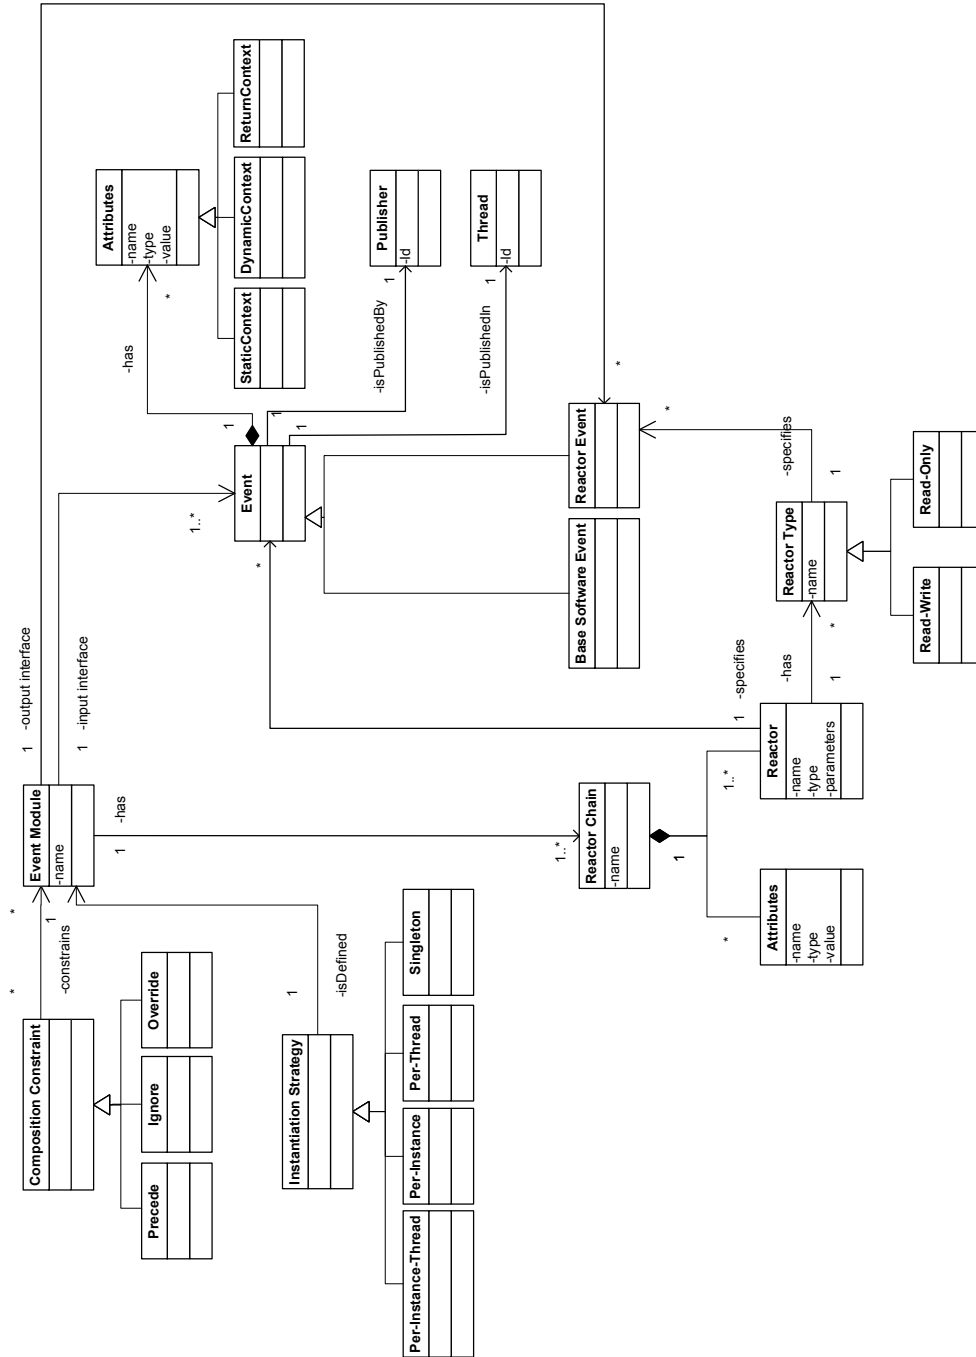 Composition Constraint
Precede
Ignore
Override
*
-constrains
*
1
Event Module
-name
1 -output interface
1 -input interface
1
-has
1..*
Instantiation Strategy
1
-isDefined
Per-Instance-Thread
Per-Instance
Per-Thread
Singleton
Reactor Chain
-name
1
*
1..*
Attributes
-name
-type
-value
Reactor
-name
-type
-parameters
1
-specifies
*
1
-has
*
Reactor Type
-name
1
-specifies
*
Read-Write
Read-Only
Base Software Event
Reactor Event
*
1..*
Event
1
-has
*
1
-isPublishedBy
1
1
-isPublishedIn
1
Attributes
-name
-type
-value
StaticContext
DynamicContext
ReturnContext
Publisher
-Id
Thread
-Id